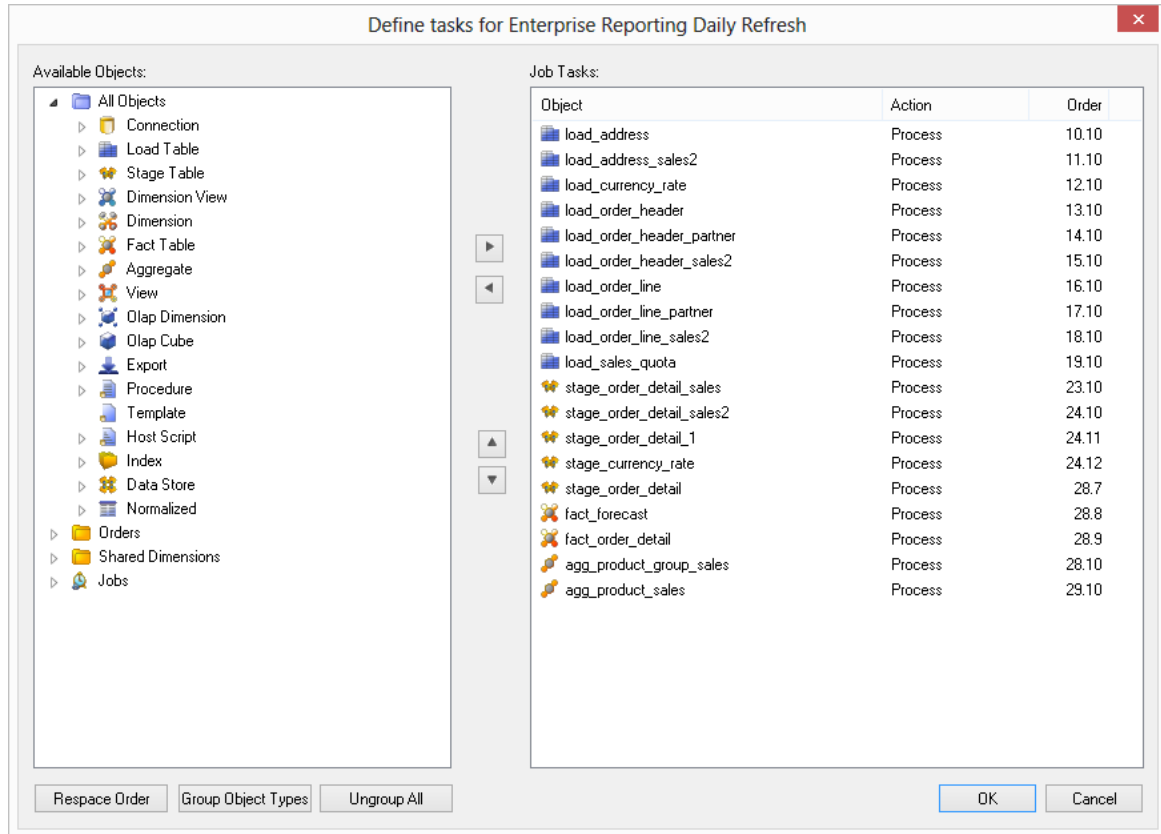 Define tasks for Enterprise Reporting Daily Refresh
Available Objects:
All Objects
Connection
Load Table
Stage Table
Dimension View
Dimension
Fact Table
Aggregate
View
Olap Dimension
Olap Cube
Export
Procedure
Template
Host Script
Index
Data Store
Normalized
Orders
Shared Dimensions
Jobs
Job Tasks:
Object Action Order
load_address Process 10.10
load_address_sales2 Process 11.10
load_currency_rate Process 12.10
load_order_header Process 13.10
load_order_header_partner Process 14.10
load_order_header_sales2 Process 15.10
load_order_line Process 16.10
load_order_line_partner Process 17.10
load_order_line_sales2 Process 18.10
load_sales_quota Process 19.10
stage_order_detail_sales Process 23.10
stage_order_detail_sales2 Process 24.10
stage_order_detail_1 Process 24.11
stage_currency_rate Process 24.12
stage_order_detail Process 28.7
fact_forecast Process 28.8
fact_order_detail Process 28.9
agg_product_group_sales Process 28.10
agg_product_sales Process 29.10
Respace Order Group Object Types Ungroup All OK Cancel